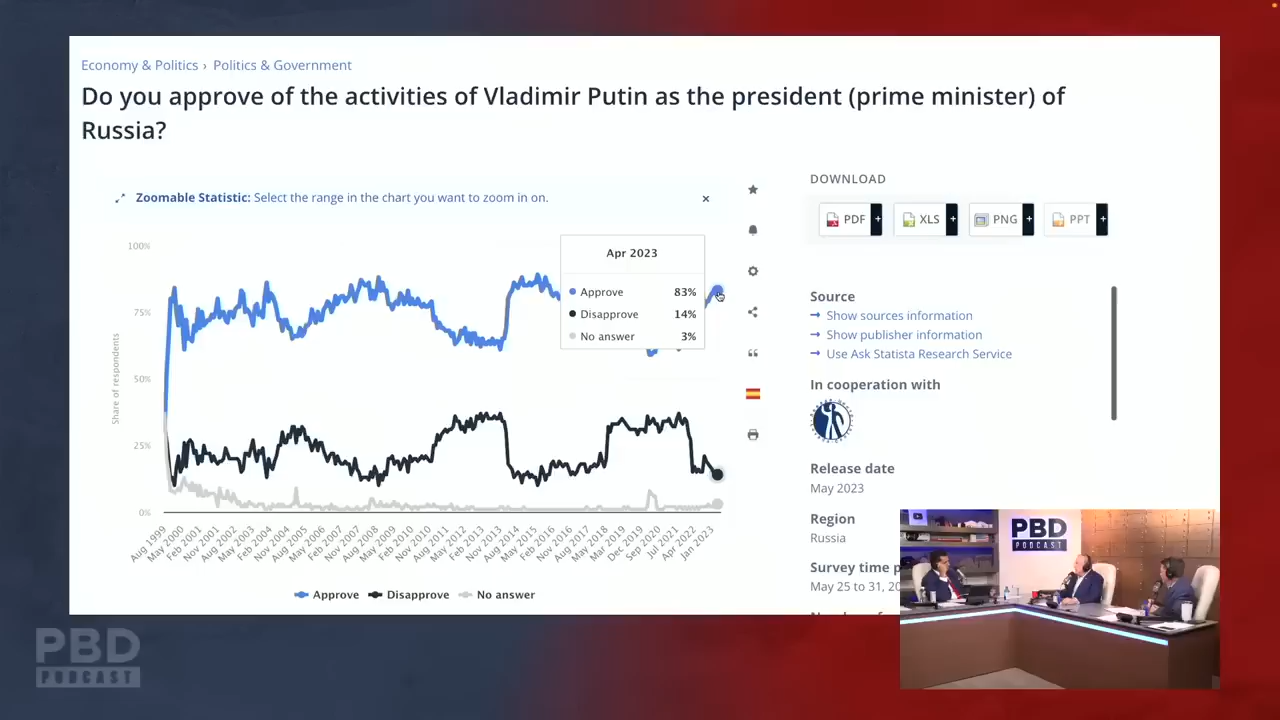 Economy & Politics › Politics & Government
Do you approve of the activities of Vladimir Putin as the president (prime minister) of
Russia?
Zoomable Statistic: Select the range in the chart you want to zoom in on.
×
100%
75%
50%
25%
0%
Share of respondents
Apr 2023
Approve 83%
Disapprove 14%
No answer 3%
Aug 1999
May 2000
Feb 2001
Nov 2001
Aug 2002
May 2003
Feb 2004
Nov 2004
Aug 2005
May 2006
Feb 2007
Nov 2007
May 2008
Feb 2009
Nov 2010
Aug 2011
May 2012
Feb 2013
Nov 2013
Aug 2014
May 2015
Feb 2016
Nov 2016
Aug 2017
May 2018
Mar 2019
Dec 2019
Sep 2020
Jul 2021
Apr 2022
Jan 2023
Approve Disapprove No answer
DOWNLOAD
PDF +
XLS +
PNG +
PPT +
Source
→ Show sources information
→ Show publisher information
→ Use Ask Statista Research Service
In cooperation with
Release date
May 2023
Region
Russia
Survey time p
May 25 to 31, 20
PBD
PODCAST
PBD
PODCAST